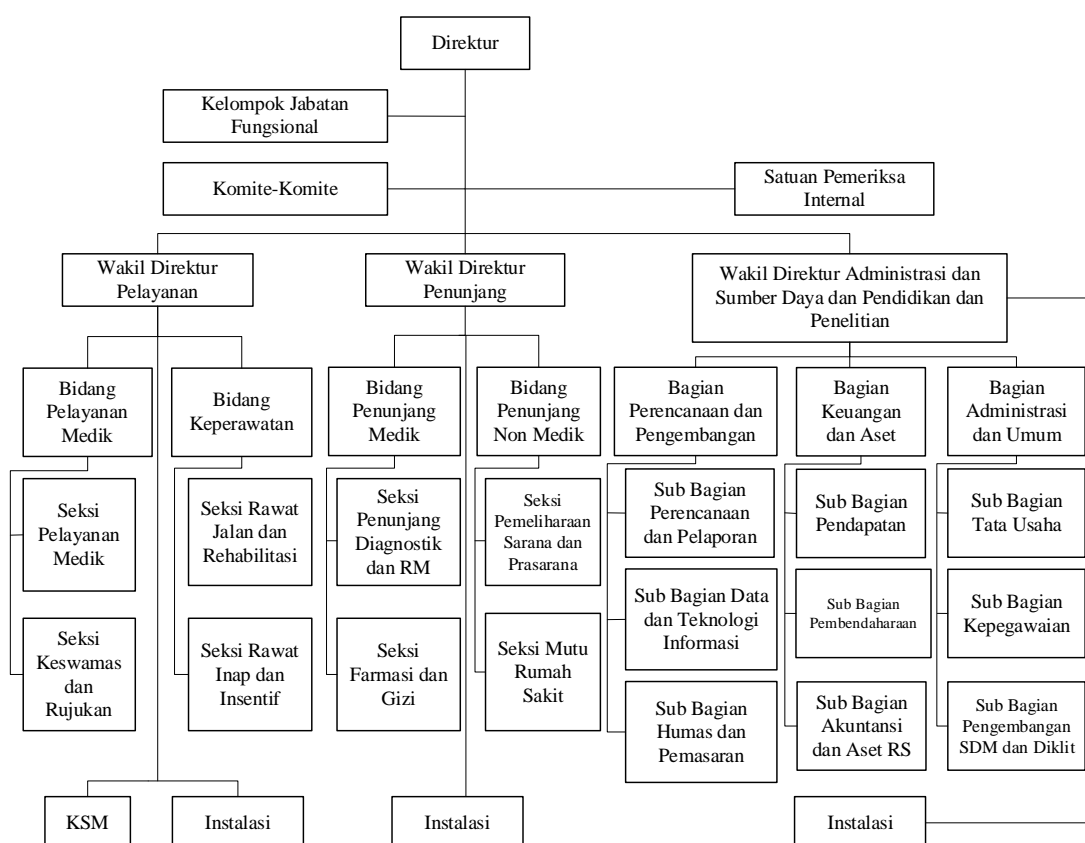 Direktur
Kelompok Jabatan
Fungsional
Komite-Komite
Satuan Pemeriksa
Internal
Wakil Direktur
Pelayanan
Wakil Direktur
Penunjang
Wakil Direktur Administrasi dan
Sumber Daya dan Pendidikan dan
Penelitian
Bidang
Pelayanan
Medik
Bidang
Keperawatan
Bidang
Penunjang
Medik
Bidang
Penunjang
Non Medik
Bagian
Perencanaan dan
Pengembangan
Bagian
Keuangan
dan Aset
Bagian
Administrasi
dan Umum
Seksi
Pelayanan
Medik
Seksi Rawat
Jalan dan
Rehabilitasi
Seksi
Penunjang
Diagnostik
dan RM
Seksi
Pemeliharaan
Sarana dan
Prasarana
Sub Bagian
Perencanaan
dan Pelaporan
Sub Bagian
Pendapatan
Sub Bagian
Tata Usaha
Seksi
Keswamas
dan
Rujukan
Seksi Rawat
Inap dan
Insentif
Seksi
Farmasi dan
Gizi
Seksi Mutu
Rumah
Sakit
Sub Bagian Data
dan Teknologi
Informasi
Sub Bagian
Pembendaharaan
Sub Bagian
Kepegawaian
Sub Bagian
Humas dan
Pemasaran
Sub Bagian
Akuntansi
dan Aset RS
Sub Bagian
Pengembangan
SDM dan Diklit
KSM
Instalasi
Instalasi
Instalasi